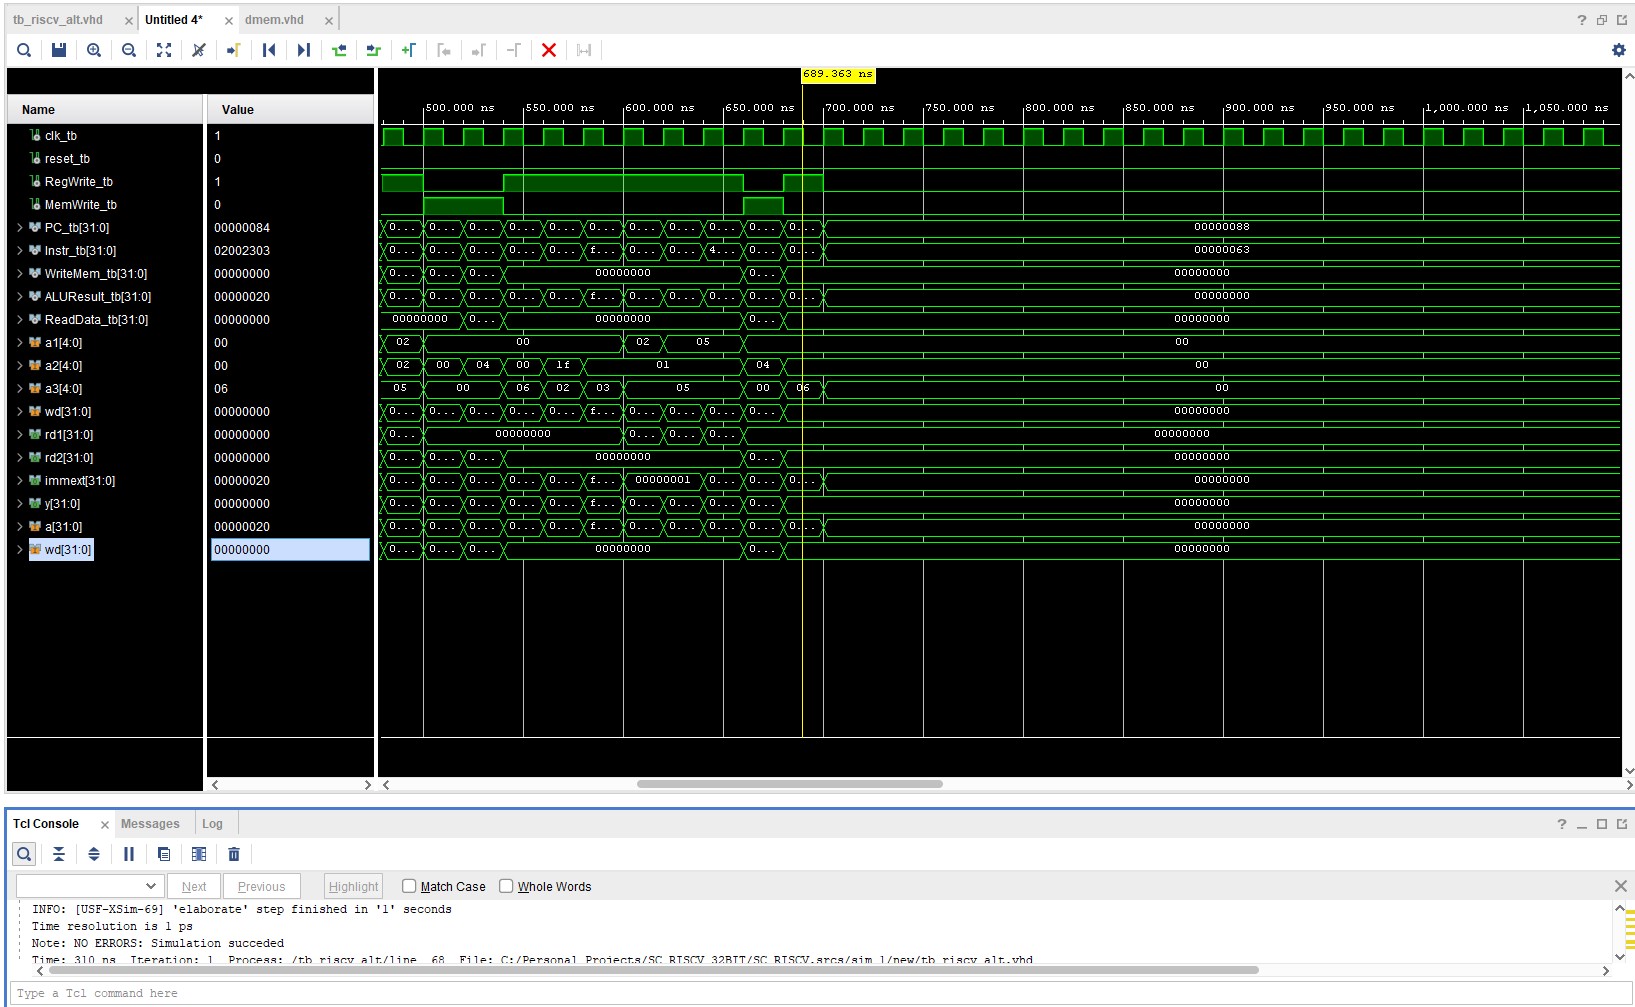 tb_riscv_alt.vhd × Untitled 4* × dmem.vhd × ?
689.363 ns
Name Value
500.000 ns 550.000 ns 600.000 ns 650.000 ns 700.000 ns 750.000 ns 800.000 ns 850.000 ns 900.000 ns 950.000 ns 1,000.000 ns 1,050.000 ns
clk_tb 1
reset_tb 0
RegWrite_tb 1
MemWrite_tb 0
PC_tb[31:0] 00000084 0... 0... 0... 0... 0... 0... 0... 0... 0... 0... 0... 00000088
Instr_tb[31:0] 02002303 0... 0... 0... 0... 0... f... 0... 0... 4... 0... 0... 00000063
WriteMem_tb[31:0] 00000000 0... 0... 0... 00000000 0... 00000000
ALUResult_tb[31:0] 00000020 0... 0... 0... 0... 0... f... 0... 0... 0... 0... 0... 00000000
ReadData_tb[31:0] 00000000 00000000 0... 00000000 0... 00000000
a1[4:0] 00 02 00 02 05 00
a2[4:0] 00 02 00 04 00 1f 01 04 00
a3[4:0] 06 05 00 06 02 03 05 00 06 00
wd[31:0] 00000000 0... 0... 0... 0... 0... f... 0... 0... 0... 0... 00000000
rd1[31:0] 00000000 0... 00000000 0... 0... 0... 00000000
rd2[31:0] 00000000 0... 0... 0... 00000000 0... 00000000
immext[31:0] 00000020 0... 0... 0... 0... 0... f... 00000001 0... 0... 0... 00000000
y[31:0] 00000000 0... 0... 0... 0... 0... f... 0... 0... 0... 0... 00000000
a[31:0] 00000020 0... 0... 0... 0... 0... f... 0... 0... 0... 0... 0... 00000000
wd[31:0] 00000000 0... 0... 0... 00000000 0... 00000000
Tcl Console × Messages Log ?
Next Previous Highlight Match Case Whole Words
INFO: [USF-XSim-69] 'elaborate' step finished in '1' seconds
Time resolution is 1 ps
Note: NO ERRORS: Simulation succeded
Time: 310 ns Iteration: 1 Process: /tb_riscv_alt/line__68 File: C:/Personal_Projects/SC_RISCV_32BIT/SC_RISCV.srcs/sim_1/new/tb_riscv_alt.vhd
Type a Tcl command here